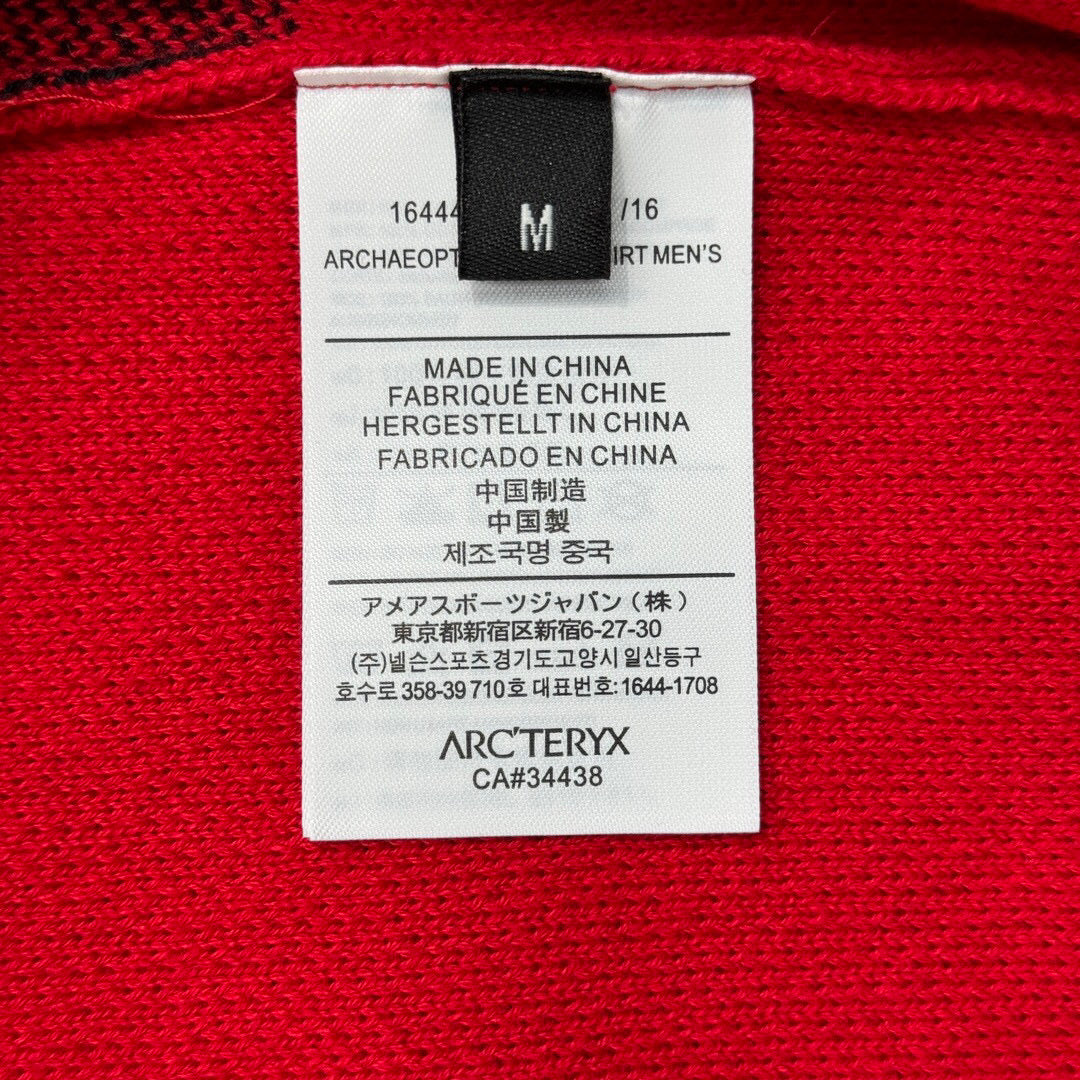 M
16444 /16
ARCHAEOPT IRT MEN'S
MADE IN CHINA
FABRIQUÉ EN CHINE
HERGESTELLT IN CHINA
FABRICADO EN CHINA
中国制造
中国製
제조국명 중국
アメアスポーツジャパン(株)
東京都新宿区新宿6-27-30
(주)넬슨스포츠경기도고양시일산등구
호수로358-39 710호 대표번호:1644-1708
ARC'TERYX
CA#34438